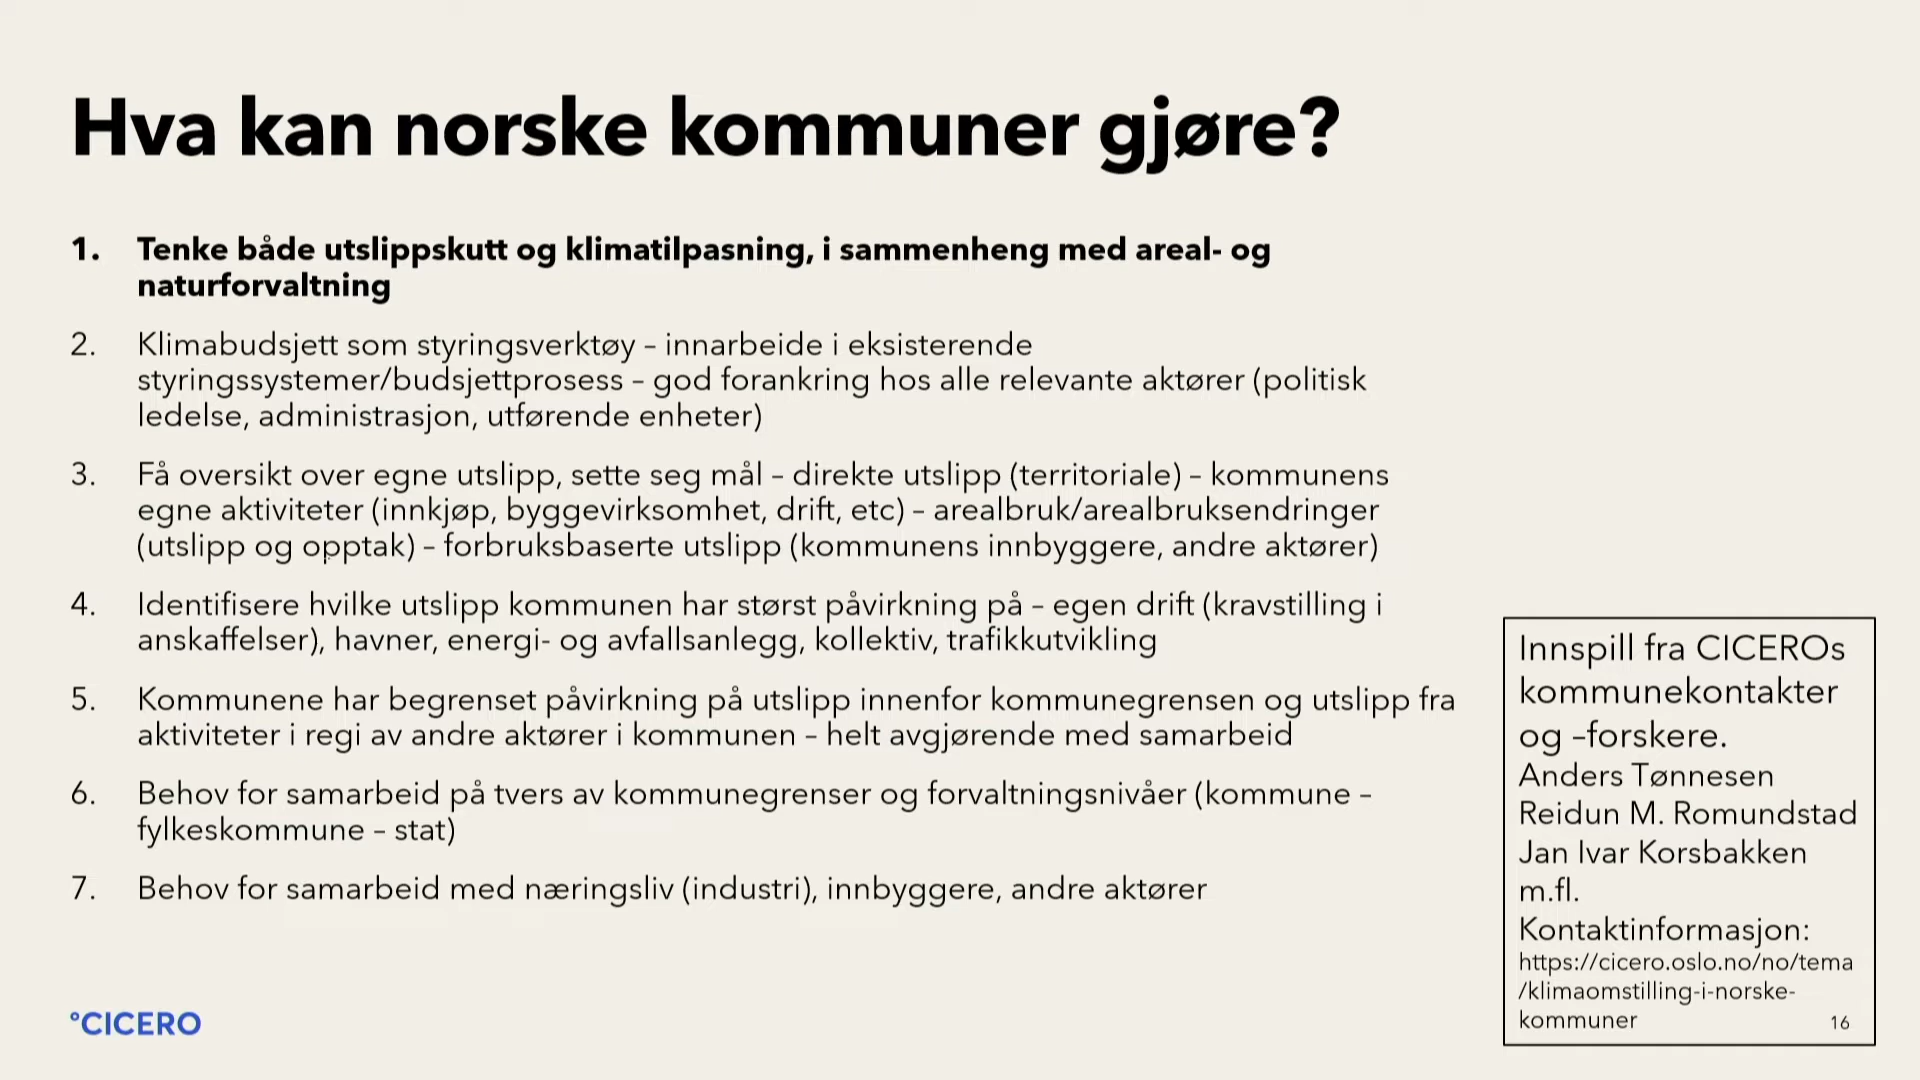 Hva kan norske kommuner gjøre?
1. Tenke både utslippskutt og klimatilpasning, i sammenheng med areal- og
naturforvaltning
2. Klimabudsjett som styringsverktøy – innarbeide i eksisterende
styringssystemer/budsjettprosess – god forankring hos alle relevante aktører (politisk
ledelse, administrasjon, utførende enheter)
3. Få oversikt over egne utslipp, sette seg mål – direkte utslipp (territoriale) – kommunens
egne aktiviteter (innkjøp, byggevirksomhet, drift, etc) – arealbruk/arealbruksendringer
(utslipp og opptak) – forbruksbaserte utslipp (kommunens innbyggere, andre aktører)
4. Identifisere hvilke utslipp kommunen har størst påvirkning på – egen drift (kravstilling i
anskaffelser), havner, energi- og avfallsanlegg, kollektiv, trafikkutvikling
5. Kommunene har begrenset påvirkning på utslipp innenfor kommunegrensen og utslipp fra
aktiviteter i regi av andre aktører i kommunen – helt avgjørende med samarbeid
6. Behov for samarbeid på tvers av kommunegrenser og forvaltningsnivåer (kommune –
fylkeskommune – stat)
7. Behov for samarbeid med næringsliv (industri), innbyggere, andre aktører
Innspill fra CICEROs
kommunekontakter
og –forskere.
Anders Tønnesen
Reidun M. Romundstad
Jan Ivar Korsbakken
m.fl.
Kontaktinformasjon:
https://cicero.oslo.no/no/tema
/klimaomstilling-i-norske-
kommuner
16
°CICERO